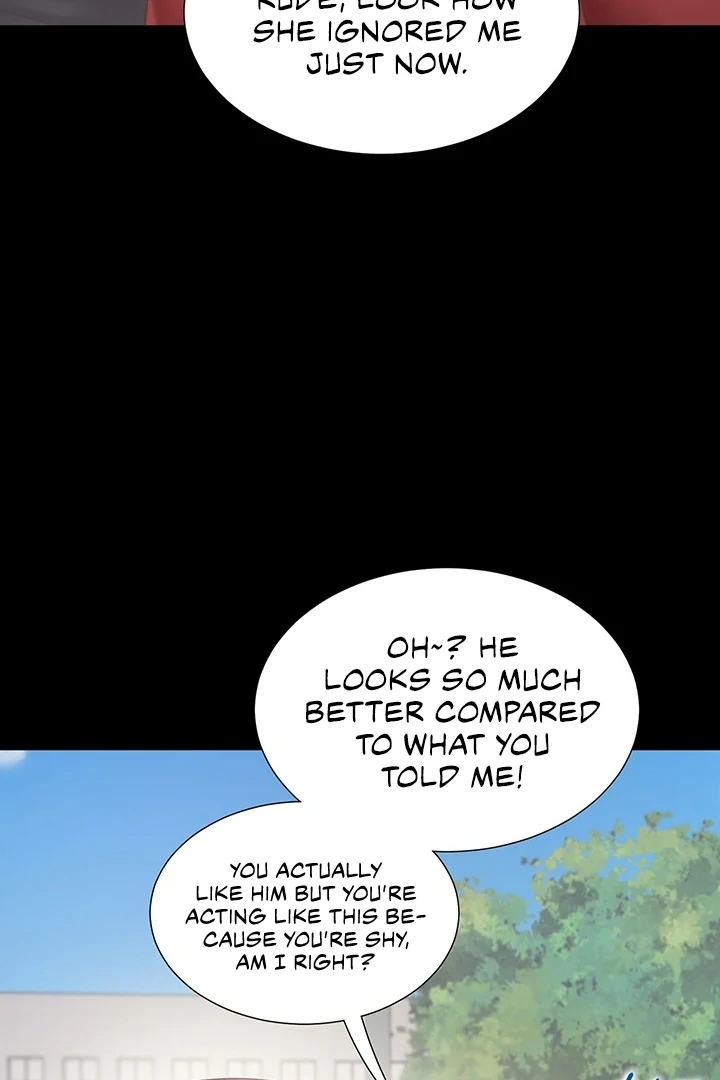 RUDE, LOOK HOW
SHE IGNORED ME
JUST NOW.
OH~? HE
LOOKS SO MUCH
BETTER COMPARED
TO WHAT YOU
TOLD ME!
YOU ACTUALLY
LIKE HIM BUT YOU'RE
ACTING LIKE THIS BE-
CAUSE YOU'RE SHY,
AM I RIGHT?